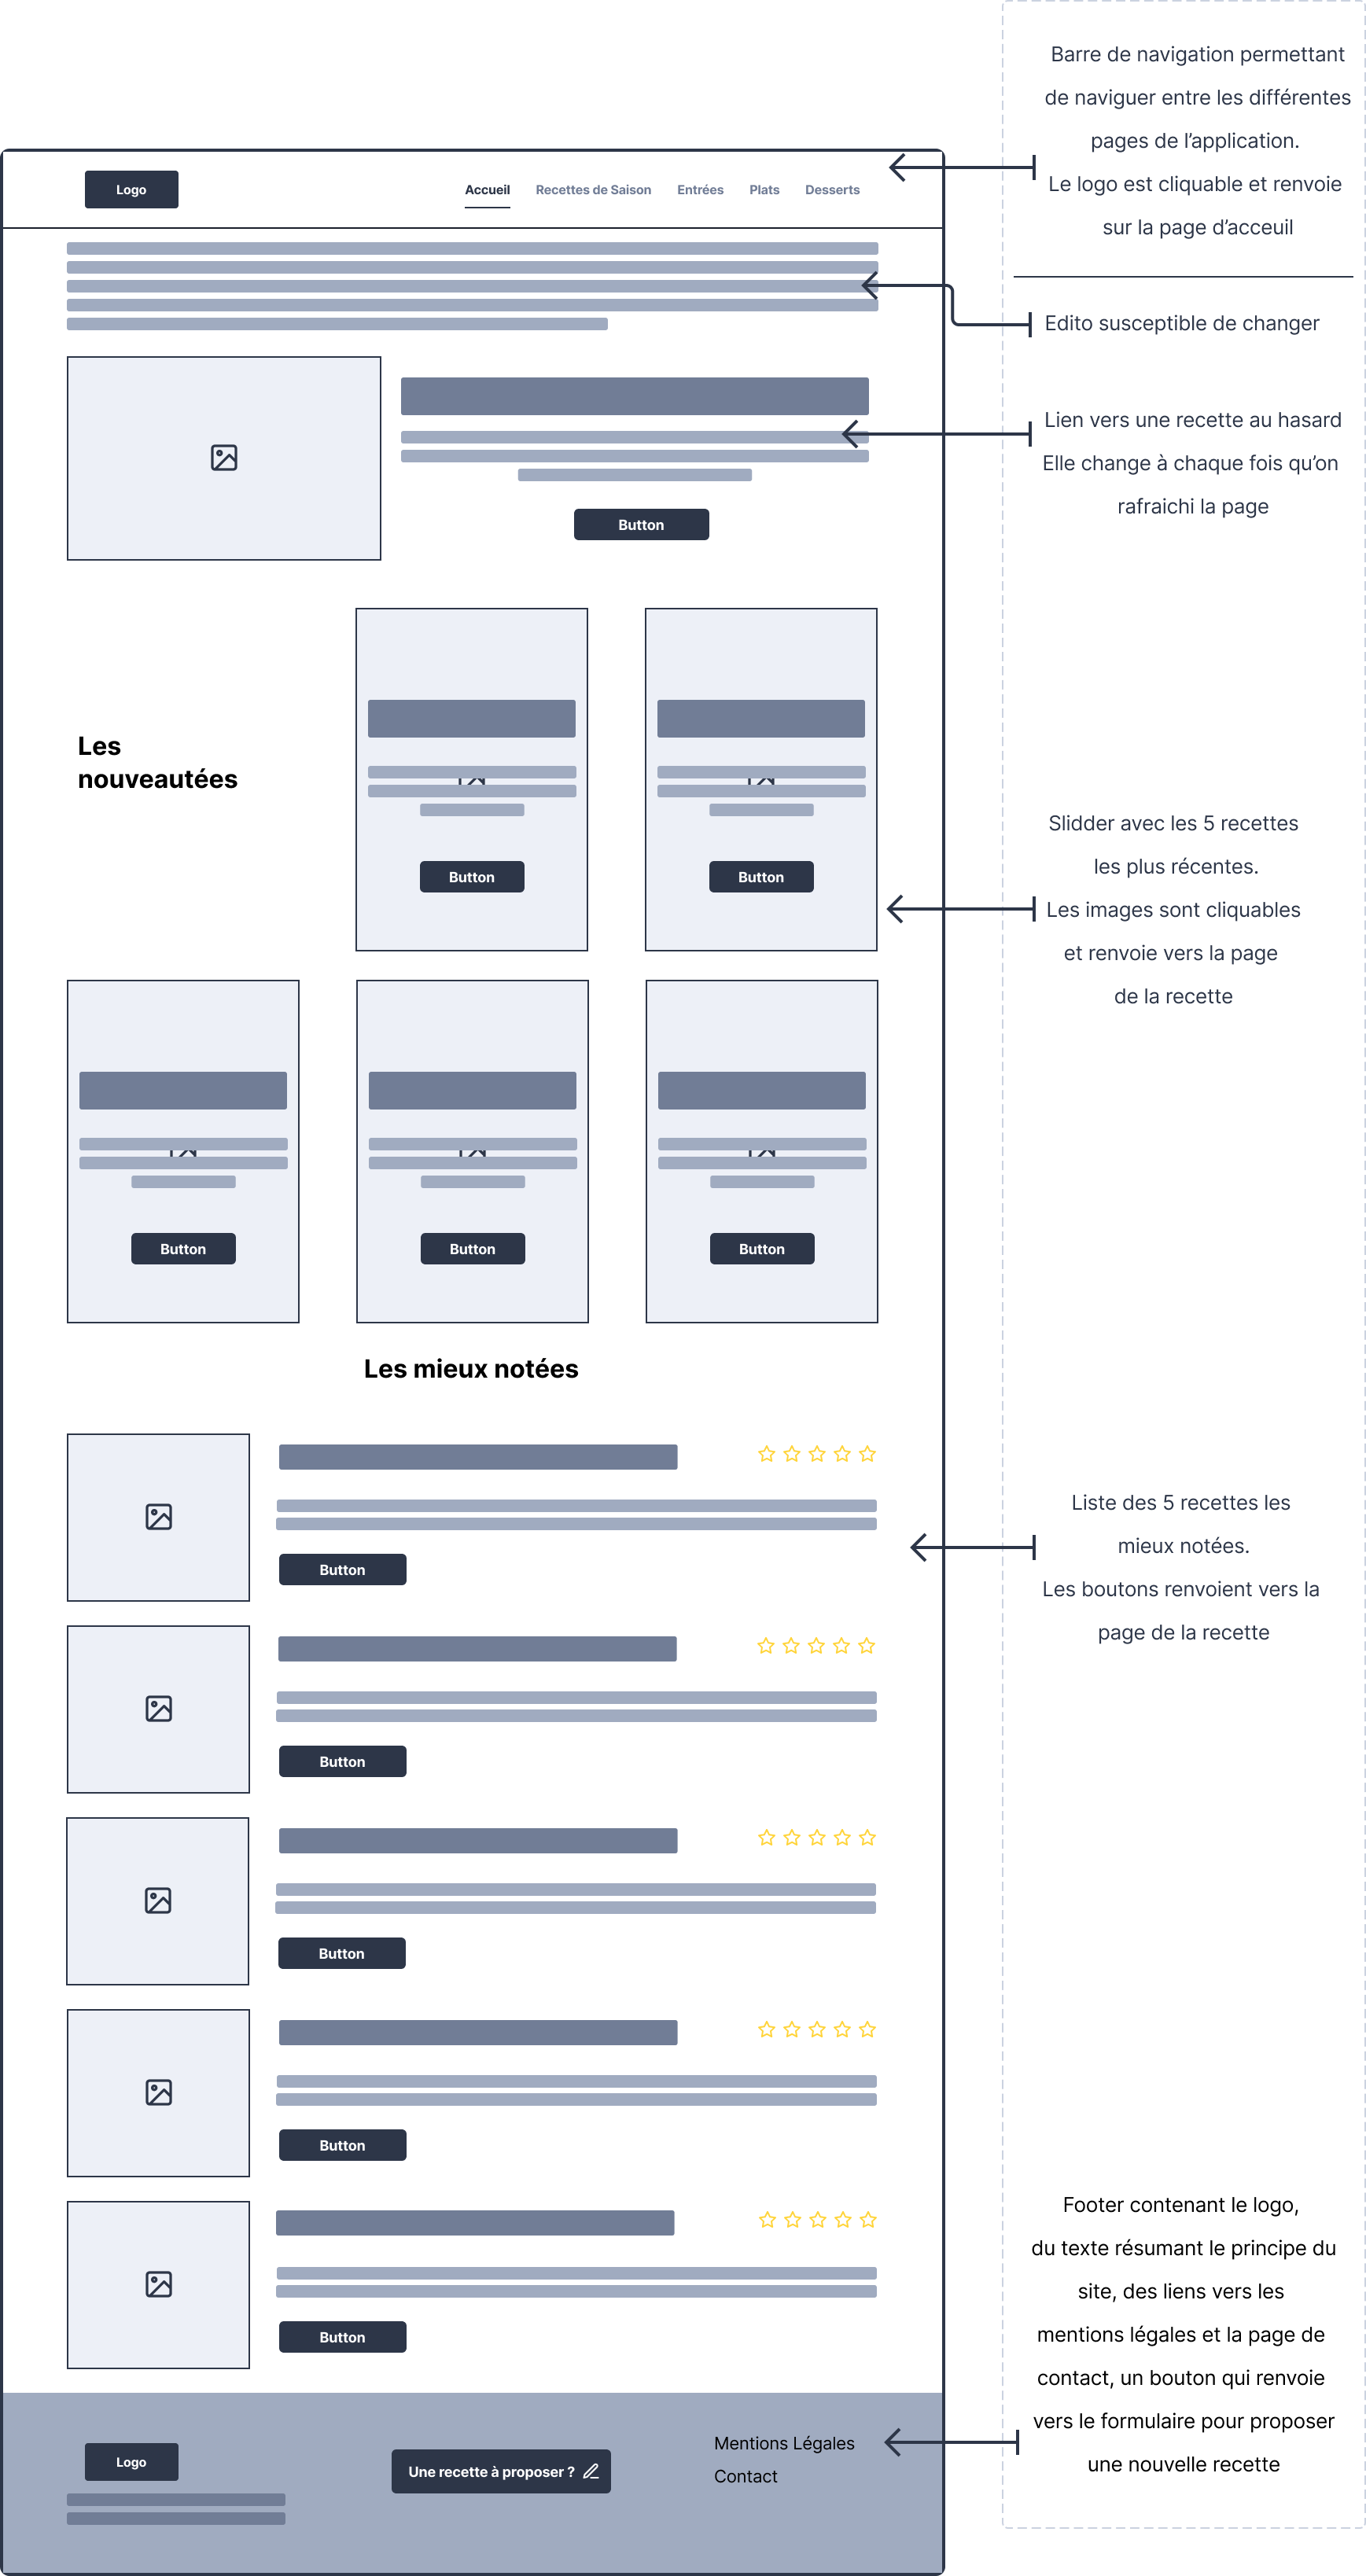 Barre de navigation permettant
de naviguer entre les différentes
pages de l’application.
Le logo est cliquable et renvoie
sur la page d’acceuil
Logo
Accueil Recettes de Saison Entrées Plats Desserts
Edito susceptible de changer
Lien vers une recette au hasard
Elle change à chaque fois qu’on
rafraichi la page
Button
Les
nouveautées
Button Button
Slidder avec les 5 recettes
les plus récentes.
Les images sont cliquables
et renvoie vers la page
de la recette
Button Button Button
Les mieux notées
Liste des 5 recettes les
mieux notées.
Les boutons renvoient vers la
page de la recette
Button
Button
Button
Button
Button
Footer contenant le logo,
du texte résumant le principe du
site, des liens vers les
mentions légales et la page de
contact, un bouton qui renvoie
vers le formulaire pour proposer
une nouvelle recette
Logo
Une recette à proposer ?
Mentions Légales
Contact